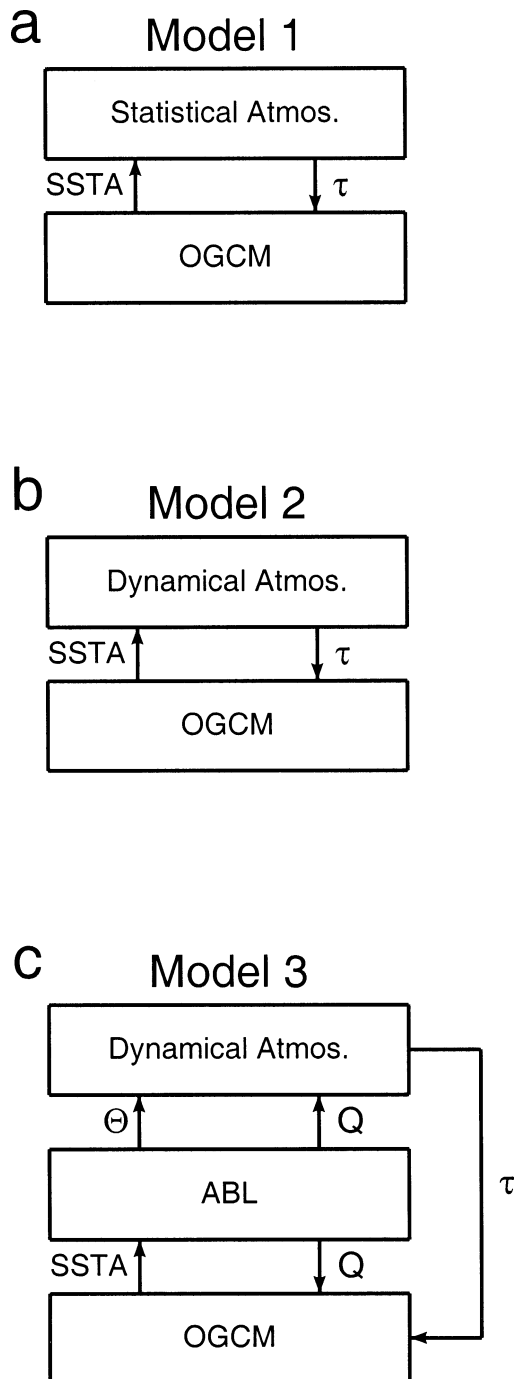 a
Model 1
Statistical Atmos.
SSTA
τ
OGCM
b
Model 2
Dynamical Atmos.
SSTA
τ
OGCM
c
Model 3
Dynamical Atmos.
Θ
Q
ABL
τ
SSTA
Q
OGCM